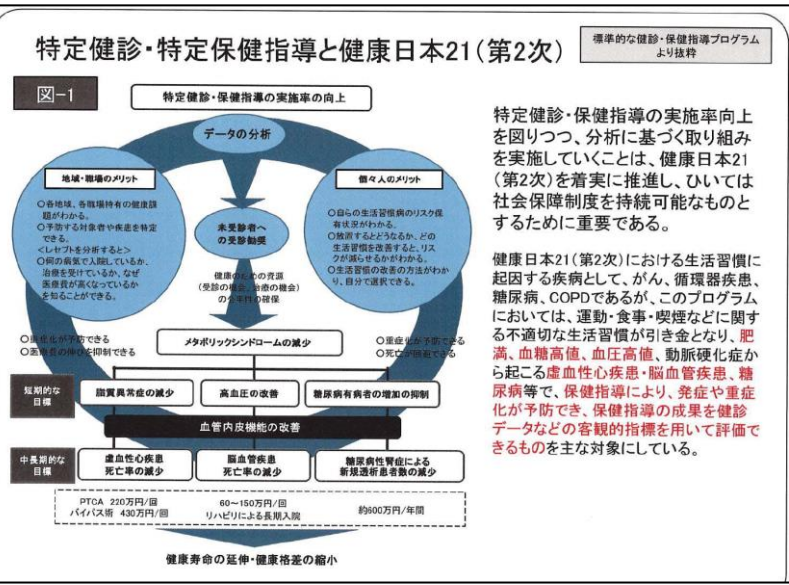 特定健診・特定保健指導と健康日本21(第2次)
標準的な健診・保健指導プログラム
より抜粋
図-1
特定健診・保健指導の実施率の向上
データの分析
地域・職場のメリット
○各地域、各職場特有の健康課
題がわかる。
○予防する対象者や疾患を特定
できる。
<レセプトを分析すると>
○何の病気で入院しているか、
治療を受けているか、なぜ
医療費が高くなっているか
を知ることができる。
未受診者へ
の受診勧奨
個々人のメリット
○自らの生活習慣病のリスク保
有状況がわかる。
○放置するとどうなるか、どの
生活習慣を改善すると、リス
クが減らせるかがわかる。
○生活習慣の改善の方法がわか
り、自分で選択できる。
健康のための資源
(受診の機会、治療の機会)
の公平性の確保
○重症化が予防できる
○医療費の伸びを抑制できる
メタボリックシンドロームの減少
○重症化が予防できる
○死亡が回避できる
短期的な
目標
脂質異常症の減少
高血圧の改善
糖尿病有病者の増加の抑制
血管内皮機能の改善
中長期的な
目標
虚血性心疾患
死亡率の減少
脳血管疾患
死亡率の減少
糖尿病性腎症による
新規透析患者数の減少
PTCA 220万円/回
バイパス術 430万円/回
60～150万円/回
リハビリによる長期入院
約600万円/年間
健康寿命の延伸・健康格差の縮小
特定健診・保健指導の実施率向上
を図りつつ、分析に基づく取り組み
を実施していくことは、健康日本21
(第2次)を着実に推進し、ひいては
社会保障制度を持続可能なものと
するために重要である。
健康日本21(第2次)における生活習慣に
起因する疾病として、がん、循環器疾患、
糖尿病、COPDであるが、このプログラム
においては、運動・食事・喫煙などに関す
る不適切な生活習慣が引き金となり、肥
満、血糖高値、血圧高値、動脈硬化症か
ら起こる虚血性心疾患・脳血管疾患、糖
尿病等で、保健指導により、発症や重症
化が予防でき、保健指導の成果を健診
データなどの客観的指標を用いて評価で
きるものを主な対象にしている。